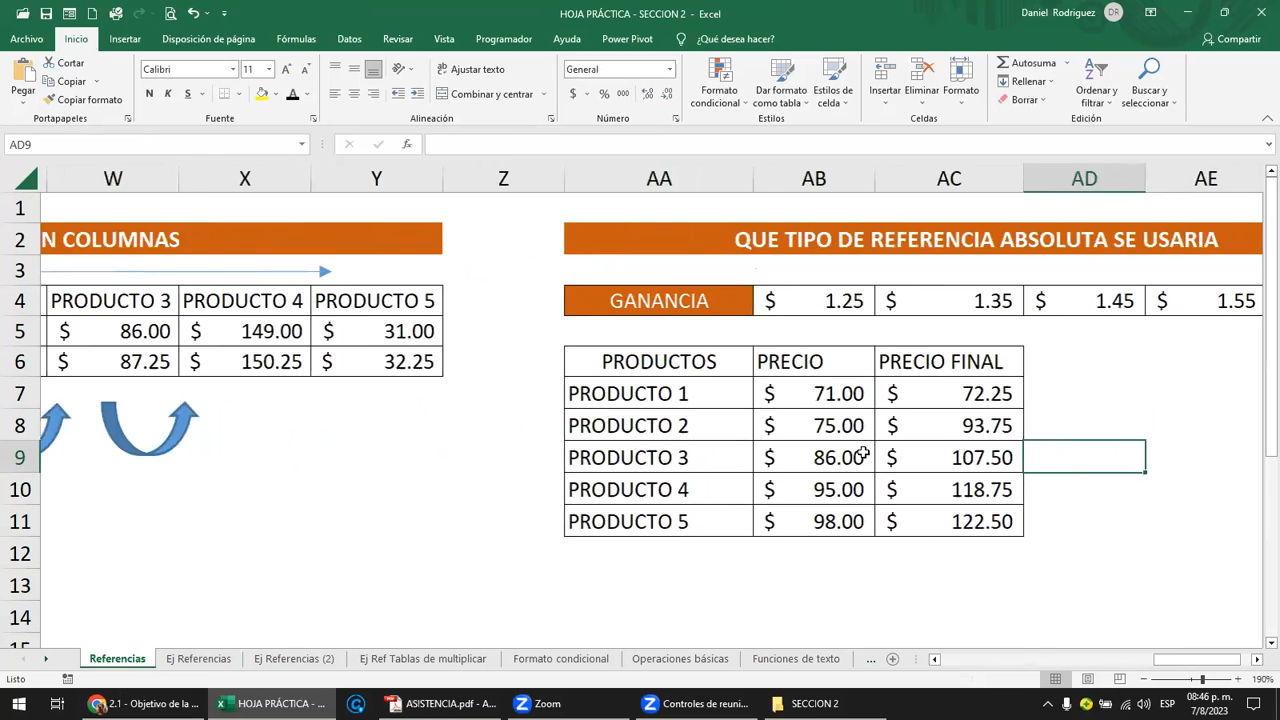 HOJA PRÁCTICA - SECCION 2 - Excel
Daniel Rodriguez DR
Archivo Inicio Insertar Disposición de página Fórmulas Datos Revisar Vista Programador Ayuda Power Pivot ¿Qué desea hacer? Compartir
Pegar
Cortar
Copiar
Copiar formato
Portapapeles
Calibri 11
N K S
Fuente
Ajustar texto
Combinar y centrar
Alineación
General
$ % 000
Número
Formato condicional
Dar formato como tabla
Estilos de celda
Estilos
Insertar Eliminar Formato
Celdas
Autosuma
Rellenar
Borrar
Ordenar y filtrar
Buscar y seleccionar
Edición
AD9 fx
W X Y Z AA AB AC AD AE
1
2 N COLUMNAS QUE TIPO DE REFERENCIA ABSOLUTA SE USARIA
3
4 PRODUCTO 3 PRODUCTO 4 PRODUCTO 5 GANANCIA $ 1.25 $ 1.35 $ 1.45 $ 1.55
5 $ 86.00 $ 149.00 $ 31.00
6 $ 87.25 $ 150.25 $ 32.25 PRODUCTOS PRECIO PRECIO FINAL
7 PRODUCTO 1 $ 71.00 $ 72.25
8 PRODUCTO 2 $ 75.00 $ 93.75
9 PRODUCTO 3 $ 86.00 $ 107.50
10 PRODUCTO 4 $ 95.00 $ 118.75
11 PRODUCTO 5 $ 98.00 $ 122.50
12
13
14
15
Referencias Ej Referencias Ej Referencias (2) Ej Ref Tablas de multiplicar Formato condicional Operaciones básicas Funciones de texto ...
Listo 190%
2.1 - Objetivo de la ... HOJA PRÁCTICA - ... ASISTENCIA.pdf - A... Zoom Controles de reuni... SECCION 2 ESP 08:46 p. m.
7/8/2023